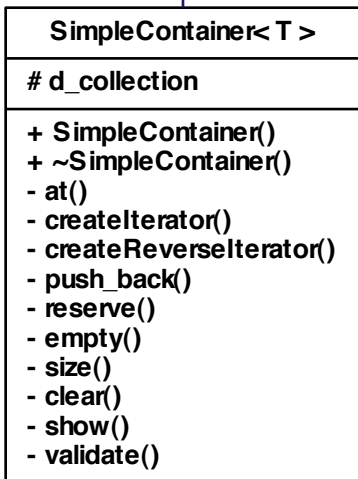 SimpleContainer< T >
# d_collection
+ SimpleContainer()
+ ~SimpleContainer()
- at()
- createIterator()
- createReverseIterator()
- push_back()
- reserve()
- empty()
- size()
- clear()
- show()
- validate()